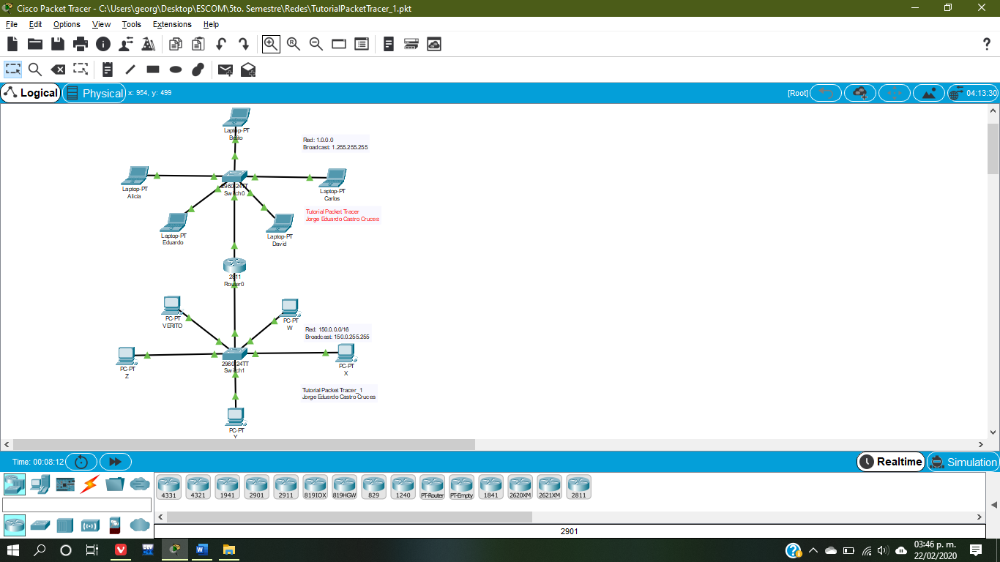 Cisco Packet Tracer - C:\Users\georg\Desktop\ESCOM\5to. Semestre\Redes\TutorialPacketTracer_1.pkt
File Edit Options View Tools Extensions Help
Logical Physical x: 954, y: 499 [Root] 04:13:30
Laptop-PT
Betito
Red: 1.0.0.0
Broadcast: 1.255.255.255
Laptop-PT
Alicia
2960-24TT
Switch0
Laptop-PT
Carlos
Tutorial Packet Tracer
Jorge Eduardo Castro Cruces
Laptop-PT
Eduardo
Laptop-PT
David
2811
Router0
PC-PT
VERITO
PC-PT
W
Red: 150.0.0.0/16
Broadcast: 150.0.255.255
PC-PT
Z
2960-24TT
Switch1
PC-PT
X
Tutorial Packet Tracer_1
Jorge Eduardo Castro Cruces
PC-PT
Y
Time: 00:08:12 Realtime Simulation
4331 4321 1941 2901 2911 819IOX 819HGW 829 1240 PT-Router PT-Empty 1841 2620XM 2621XM 2811
2901
03:46 p. m.
22/02/2020